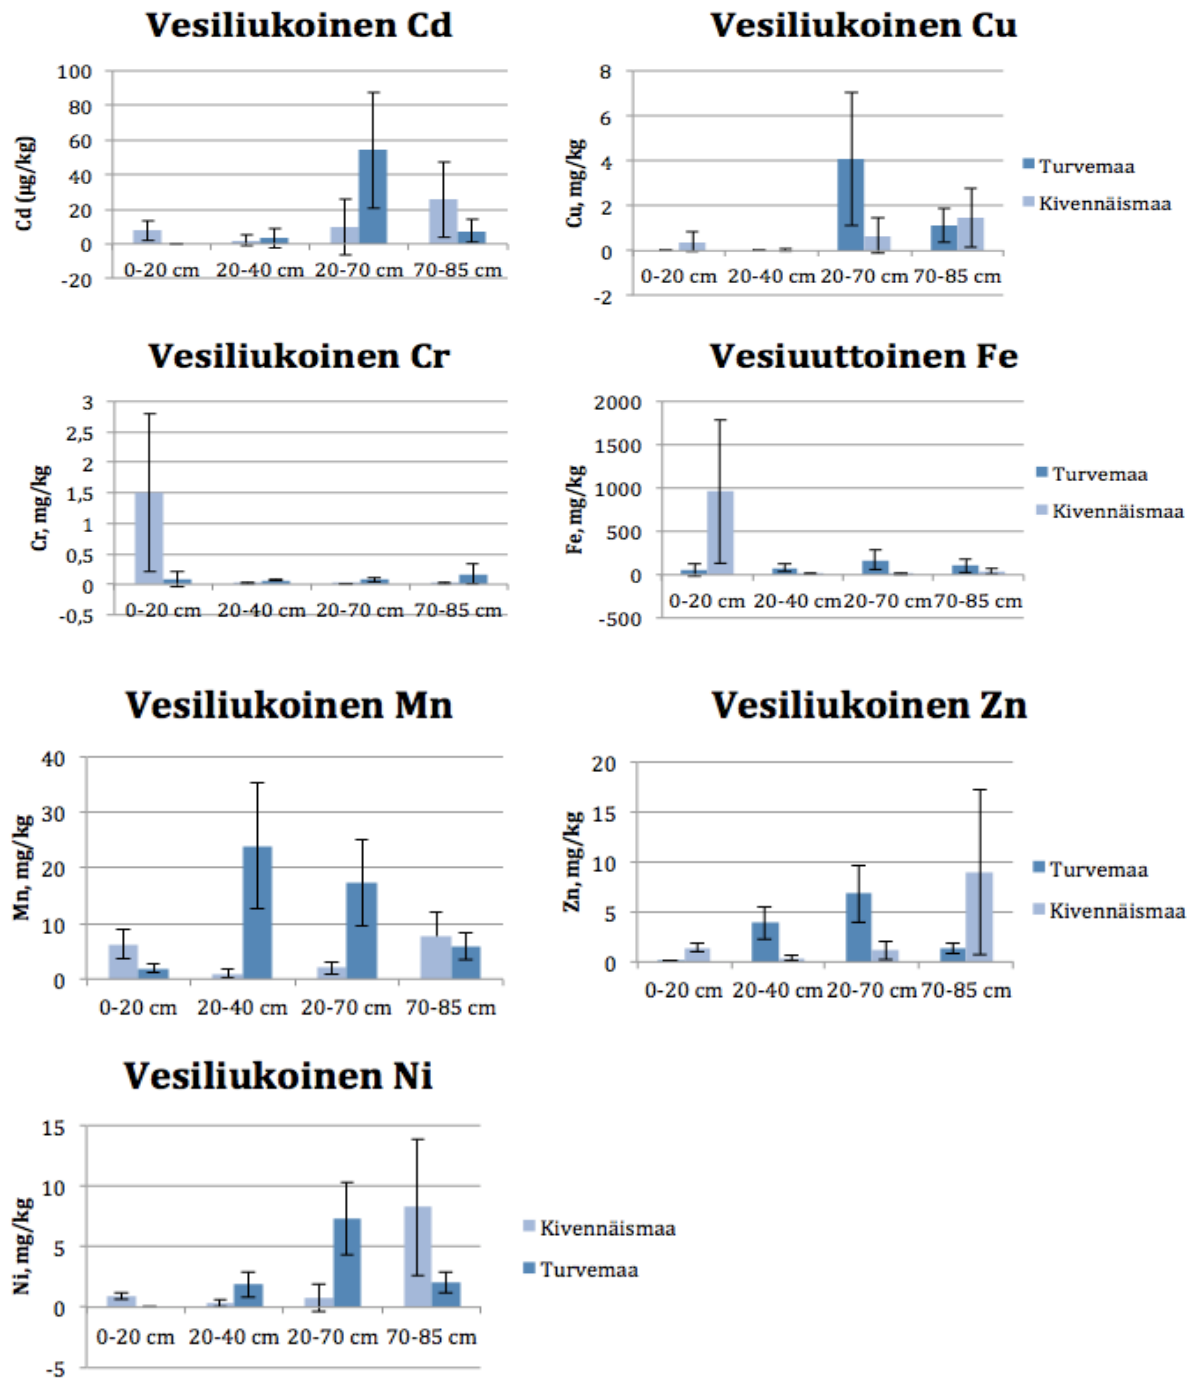 Vesiliukoinen Cd
100
80
60
40
20
0
-20
Cd (µg/kg)
0-20 cm 20-40 cm 20-70 cm 70-85 cm
Vesiliukoinen Cu
8
6
4
2
0
-2
Cu, mg/kg
0-20 cm 20-40 cm 20-70 cm 70-85 cm
Turvemaa
Kivennäismaa
Vesiliukoinen Cr
3
2,5
2
1,5
1
0,5
0
-0,5
Cr, mg/kg
0-20 cm 20-40 cm 20-70 cm 70-85 cm
Vesiuuttoinen Fe
2000
1500
1000
500
0
-500
Fe, mg/kg
0-20 cm 20-40 cm 20-70 cm 70-85 cm
Turvemaa
Kivennäismaa
Vesiliukoinen Mn
40
30
20
10
0
Mn, mg/kg
0-20 cm 20-40 cm 20-70 cm 70-85 cm
Vesiliukoinen Zn
20
15
10
5
0
Zn, mg/kg
0-20 cm 20-40 cm 20-70 cm 70-85 cm
Turvemaa
Kivennäismaa
Vesiliukoinen Ni
15
10
5
0
-5
Ni, mg/kg
0-20 cm 20-40 cm 20-70 cm 70-85 cm
Kivennäismaa
Turvemaa